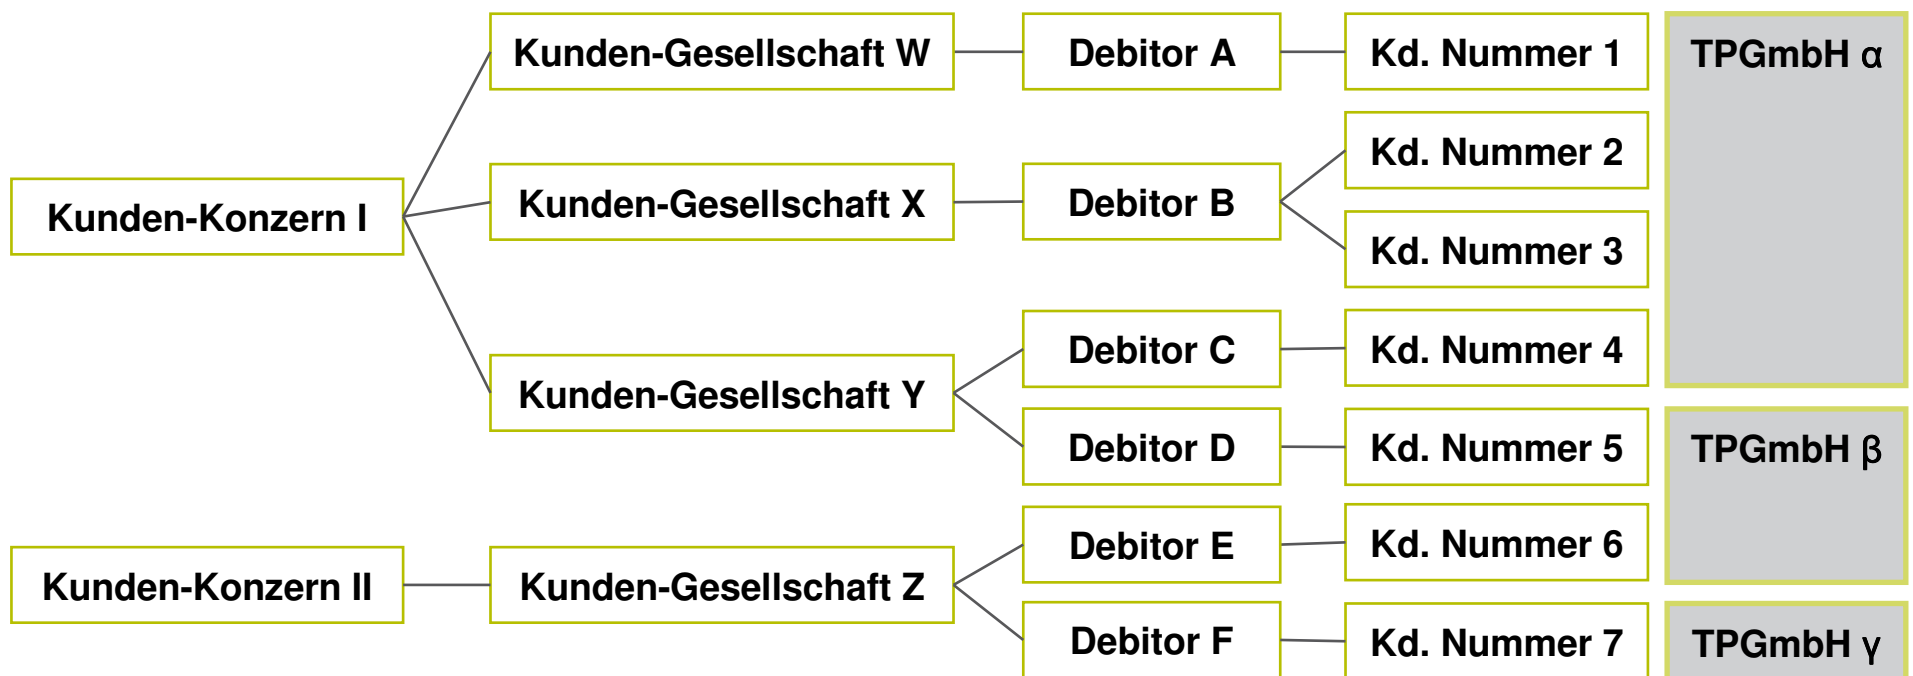 Kunden-Gesellschaft W
Debitor A
Kd. Nummer 1
TPGmbH α
Kd. Nummer 2
Kunden-Konzern I
Kunden-Gesellschaft X
Debitor B
Kd. Nummer 3
Debitor C
Kd. Nummer 4
Kunden-Gesellschaft Y
Debitor D
Kd. Nummer 5
TPGmbH β
Debitor E
Kd. Nummer 6
Kunden-Konzern II
Kunden-Gesellschaft Z
Debitor F
Kd. Nummer 7
TPGmbH γ